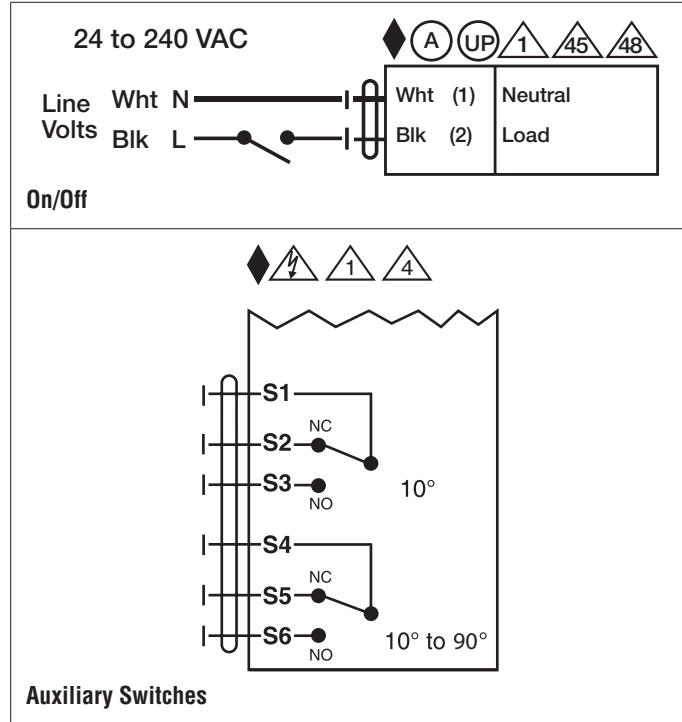 24 to 240 VAC
A UP 1 45 48
Line Volts
Wht N
Blk L
Wht (1) Neutral
Blk (2) Load
On/Off
1 4
S1
NC
S2
S3
NO
10°
S4
NC
S5
S6
NO
10° to 90°
Auxiliary Switches